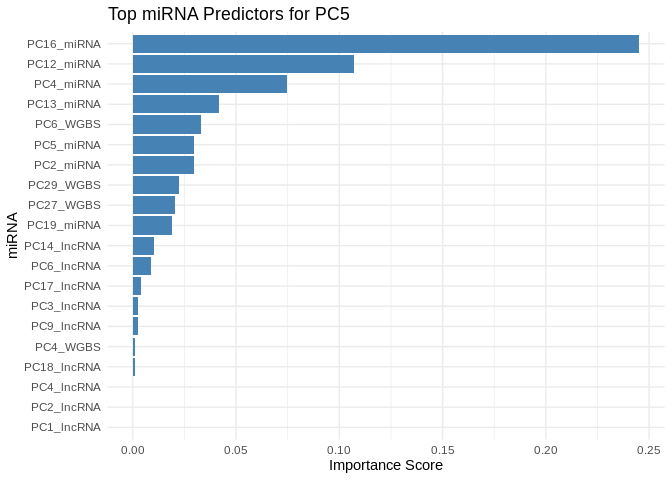 Top miRNA Predictors for PC5
miRNA
PC16_miRNA
PC12_miRNA
PC4_miRNA
PC13_miRNA
PC6_WGBS
PC5_miRNA
PC2_miRNA
PC29_WGBS
PC27_WGBS
PC19_miRNA
PC14_lncRNA
PC6_lncRNA
PC17_lncRNA
PC3_lncRNA
PC9_lncRNA
PC4_WGBS
PC18_lncRNA
PC4_lncRNA
PC2_lncRNA
PC1_lncRNA
0.00 0.05 0.10 0.15 0.20 0.25
Importance Score